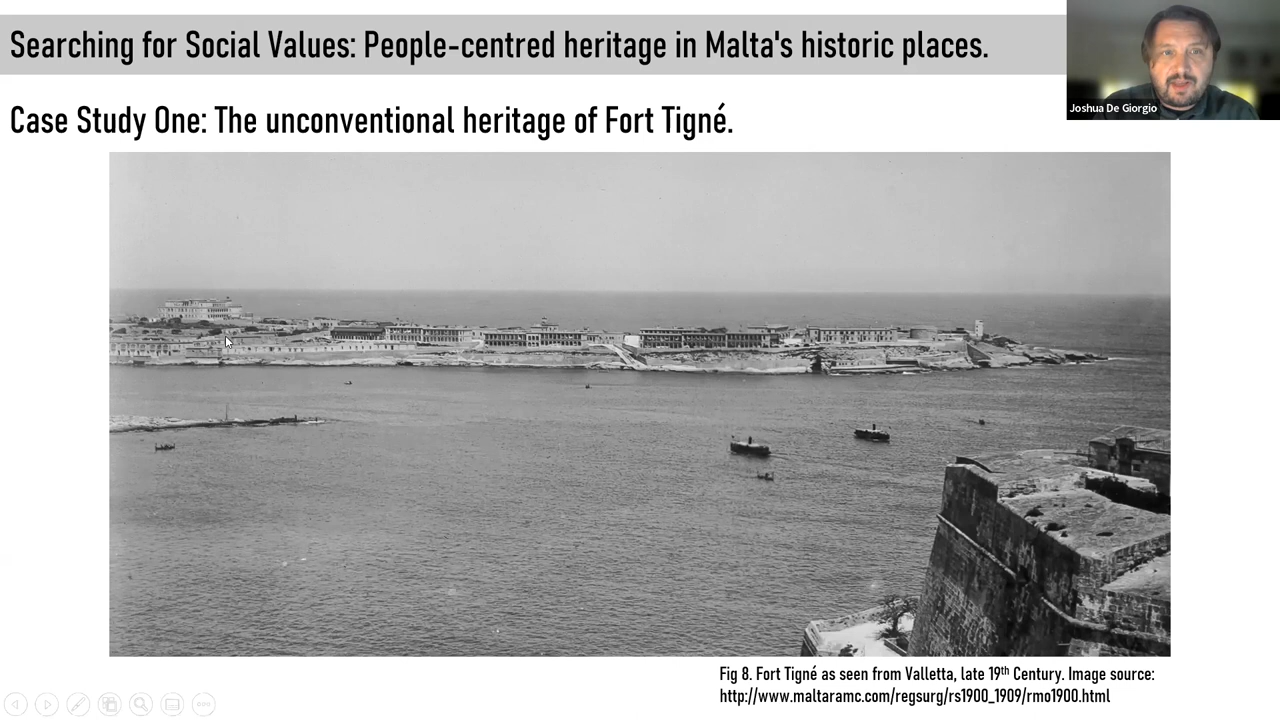 Searching for Social Values: People-centred heritage in Malta's historic places.
Joshua De Giorgio
Case Study One: The unconventional heritage of Fort Tigné.
Fig 8. Fort Tigné as seen from Valletta, late 19th Century. Image source:
http://www.maltaramc.com/regsurg/rs1900_1909/rmo1900.html